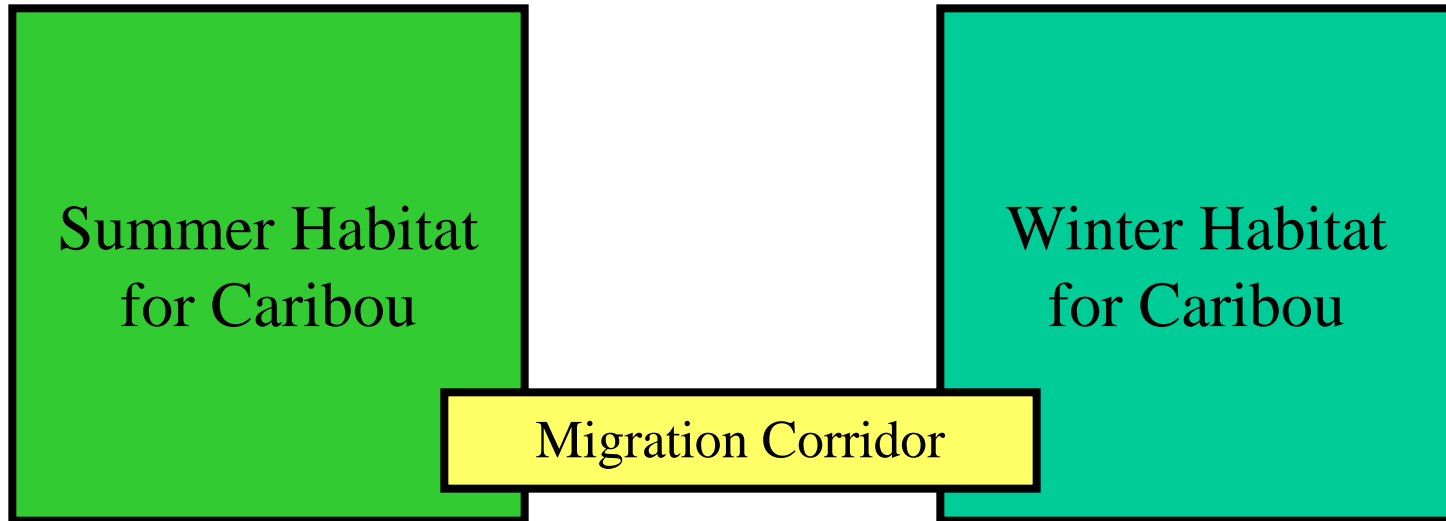 Summer Habitat
for Caribou
Winter Habitat
for Caribou
Migration Corridor